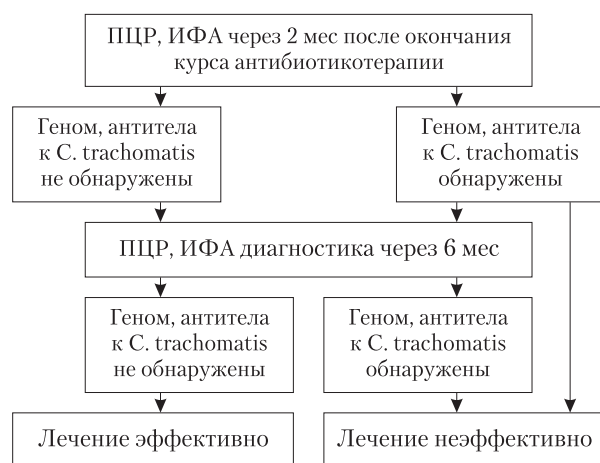 ПЦР, ИФА через 2 мес после окончания
курса антибиотикотерапии
Геном, антитела
к C. trachomatis
не обнаружены
Геном, антитела
к C. trachomatis
обнаружены
ПЦР, ИФА диагностика через 6 мес
Геном, антитела
к C. trachomatis
не обнаружены
Геном, антитела
к C. trachomatis
обнаружены
Лечение эффективно
Лечение неэффективно